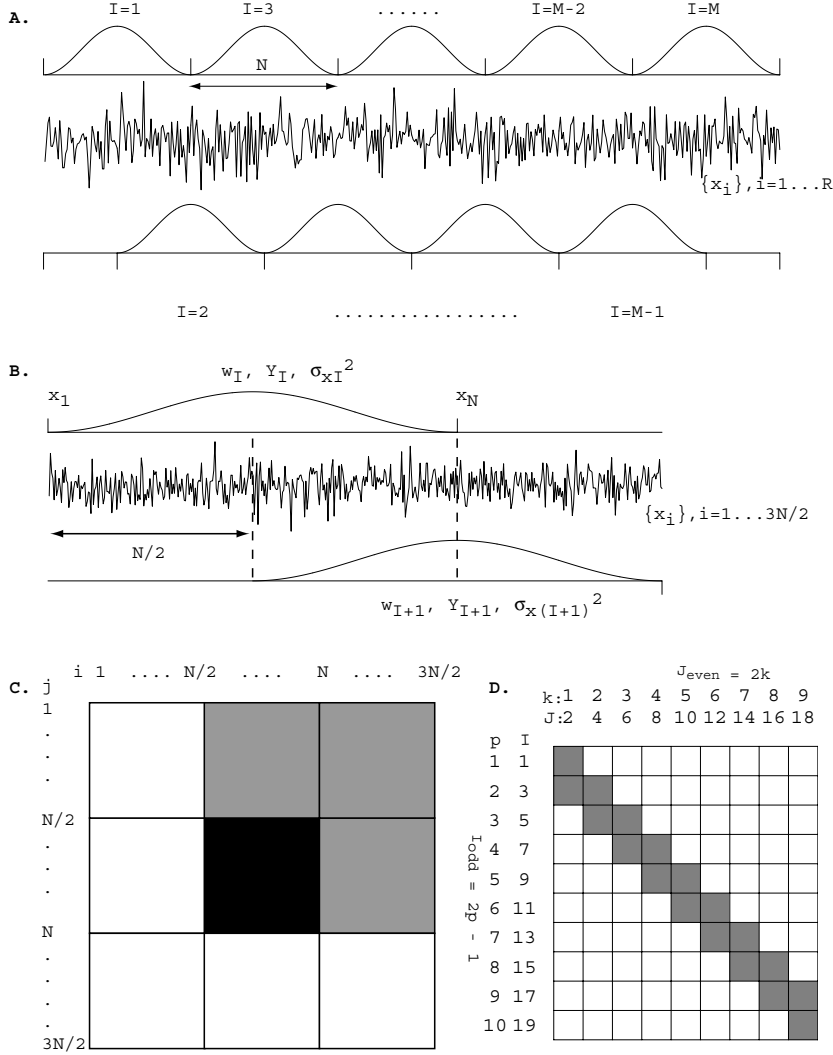 A.
I=1 I=3 ...... I=M-2 I=M
N
{x_i},i=1...R
I=2 ................. I=M-1
B.
w_I, Y_I, σ_xI^2
x_1 x_N
{x_i},i=1...3N/2
N/2
w_I+1, Y_I+1, σ_x(I+1)^2
C.
i 1 .... N/2 .... N .... 3N/2
j
1
.
.
.
N/2
.
.
.
N
.
.
.
.
3N/2
D.
J_even = 2k
k:1 2 3 4 5 6 7 8 9
J:2 4 6 8 10 12 14 16 18
p I
1 1
2 3
3 5
4 7
5 9
6 11
7 13
8 15
9 17
10 19
I_odd = 2p - 1